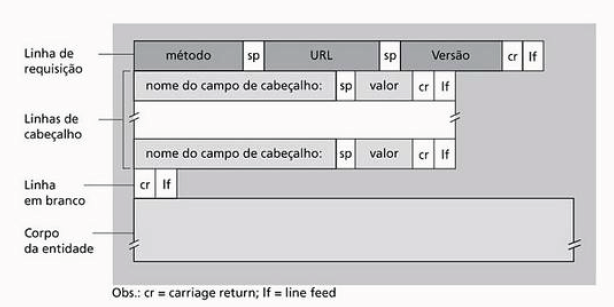 Linha de
requisição
método sp URL sp Versão cr lf
nome do campo de cabeçalho: sp valor cr lf
Linhas de
cabeçalho
nome do campo de cabeçalho: sp valor cr lf
Linha
em branco
cr lf
Corpo
da entidade
Obs.: cr = carriage return; lf = line feed